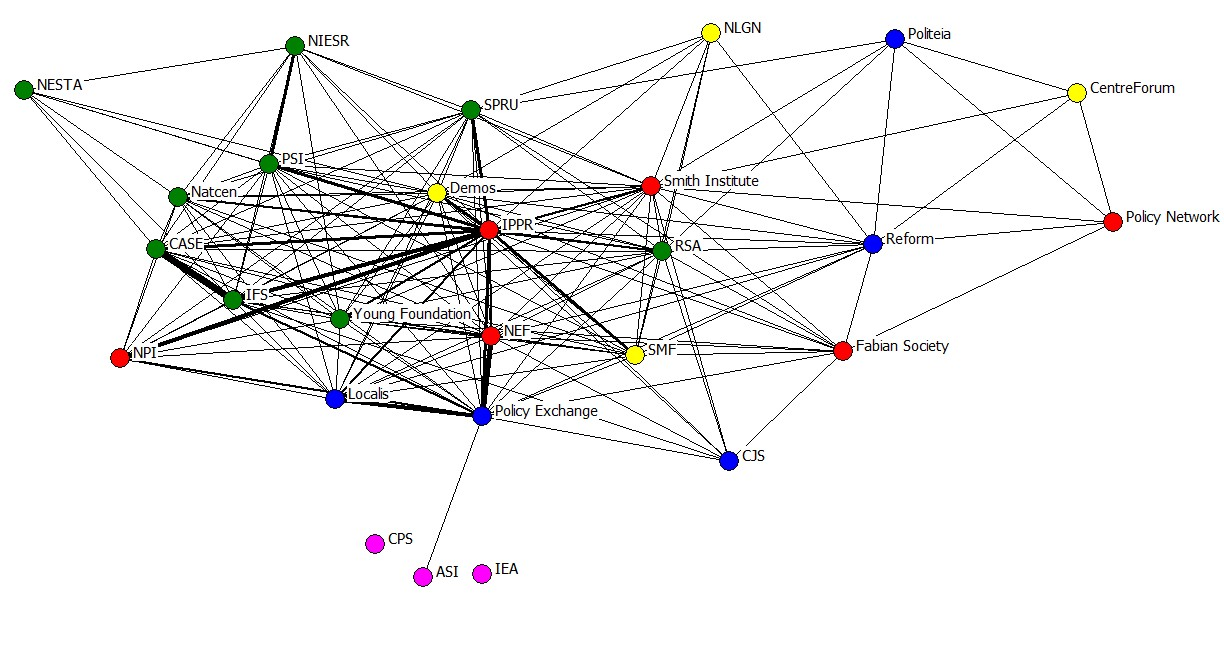 NLGN
Politeia
NIESR
NESTA
CentreForum
SPRU
PSI
Smith Institute
Natcen
Demos
Policy Network
IPPR
Reform
CASE
RSA
IFS
Young Foundation
NEF
NPI
SMF
Fabian Society
Localis
Policy Exchange
CJS
CPS
ASI
IEA